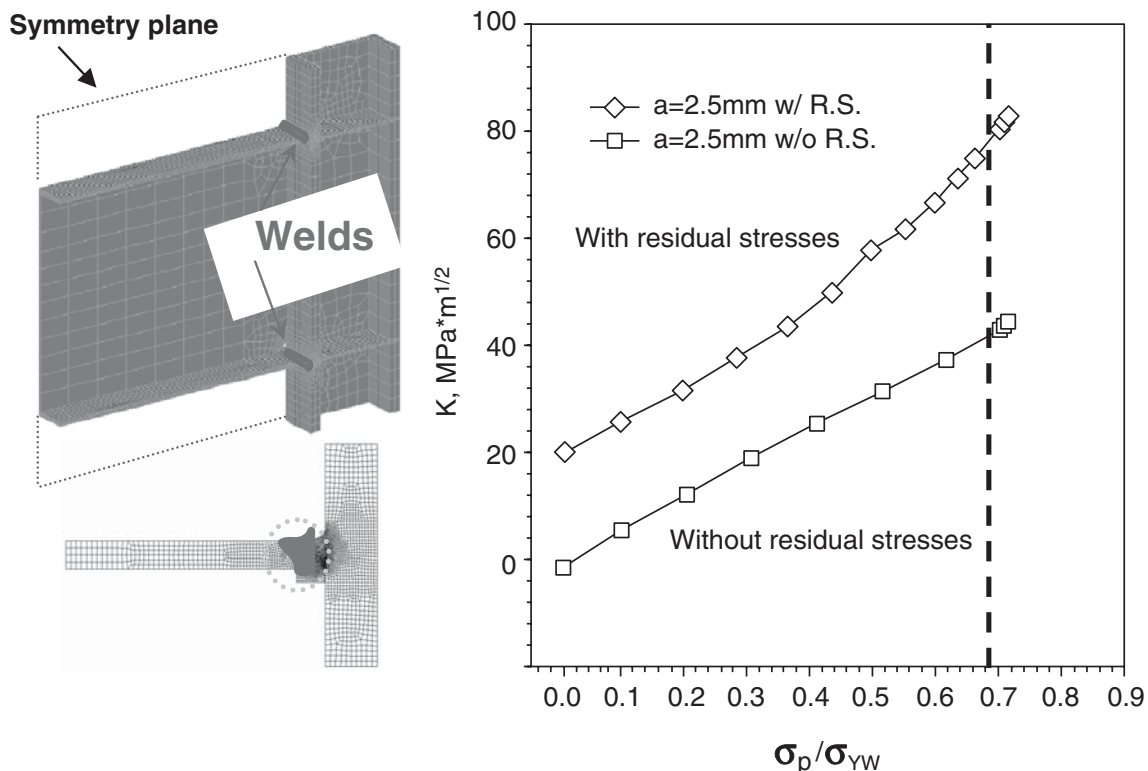 Symmetry plane
Welds
100
80
60
40
20
0
K, MPa*m^1/2
a=2.5mm w/ R.S.
a=2.5mm w/o R.S.
With residual stresses
Without residual stresses
0.0 0.1 0.2 0.3 0.4 0.5 0.6 0.7 0.8 0.9
σp/σYW